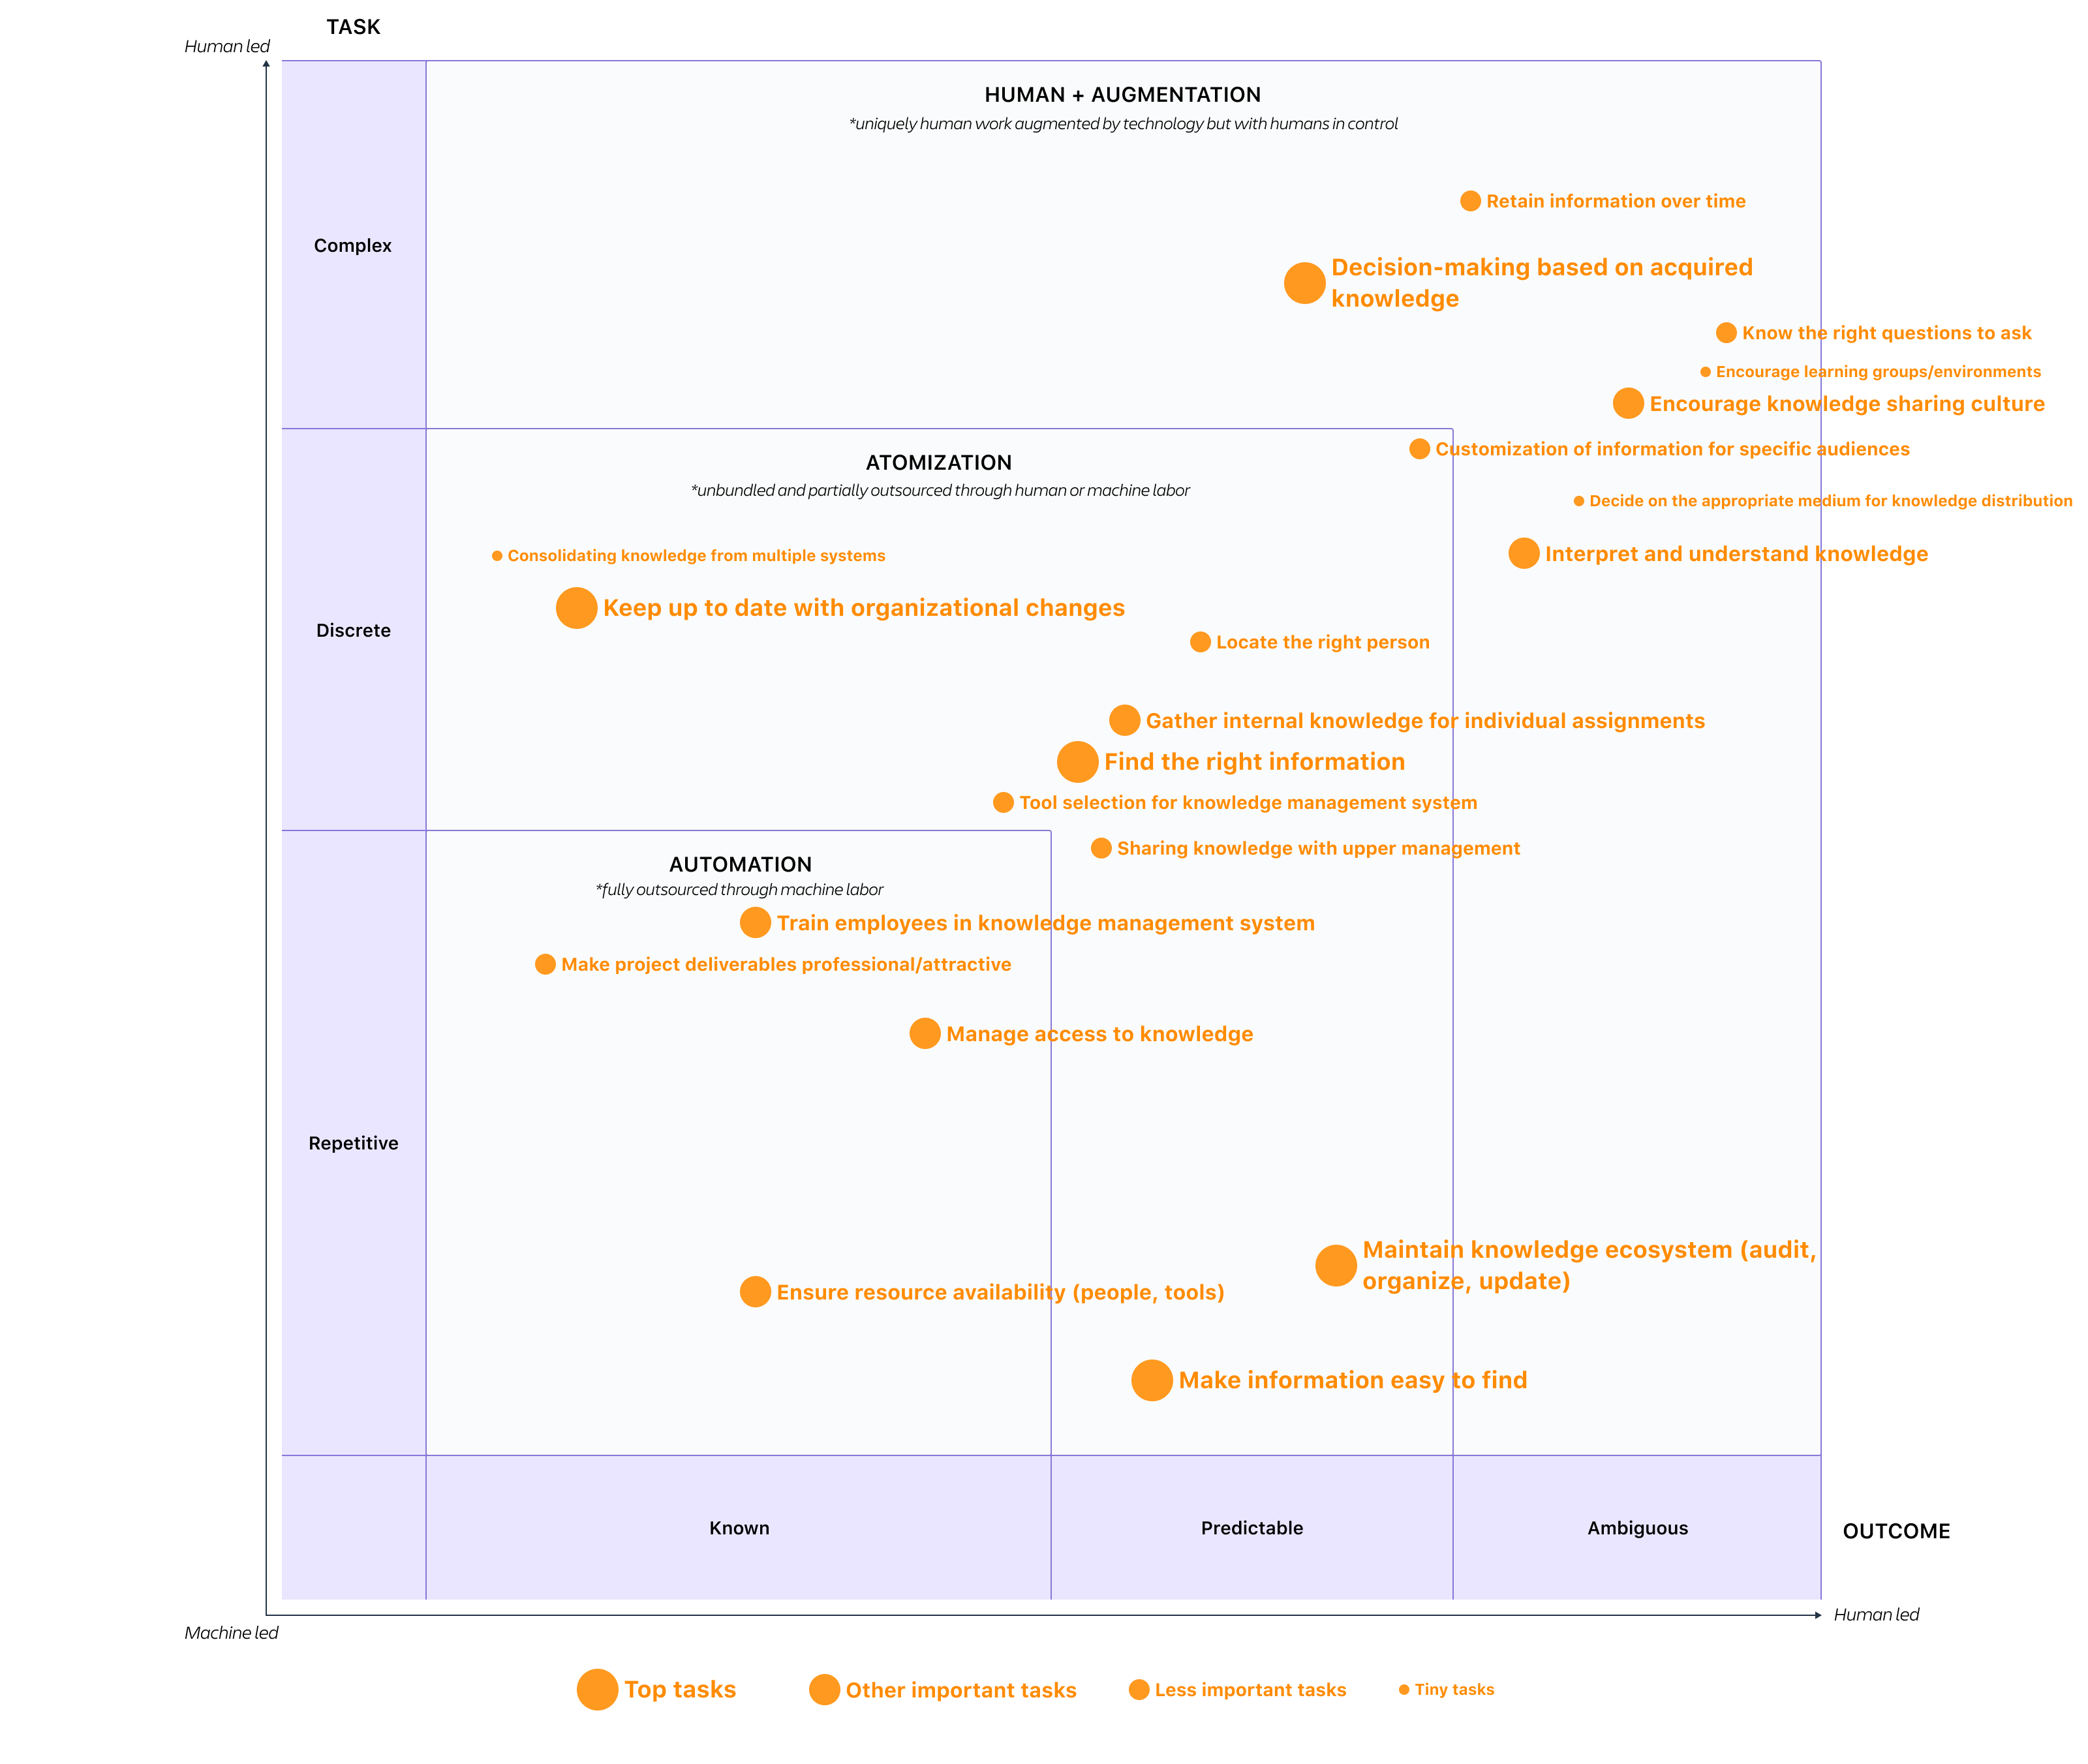 TASK
Human led
HUMAN + AUGMENTATION
*uniquely human work augmented by technology but with humans in control
Retain information over time
Complex
Decision-making based on acquired
knowledge
Know the right questions to ask
Encourage learning groups/environments
Encourage knowledge sharing culture
Customization of information for specific audiences
ATOMIZATION
*unbundled and partially outsourced through human or machine labor
Decide on the appropriate medium for knowledge distribution
Consolidating knowledge from multiple systems
Interpret and understand knowledge
Keep up to date with organizational changes
Discrete
Locate the right person
Gather internal knowledge for individual assignments
Find the right information
Tool selection for knowledge management system
Sharing knowledge with upper management
AUTOMATION
*fully outsourced through machine labor
Train employees in knowledge management system
Make project deliverables professional/attractive
Manage access to knowledge
Repetitive
Maintain knowledge ecosystem (audit,
organize, update)
Ensure resource availability (people, tools)
Make information easy to find
Known
Predictable
Ambiguous
OUTCOME
Human led
Machine led
Top tasks
Other important tasks
Less important tasks
Tiny tasks